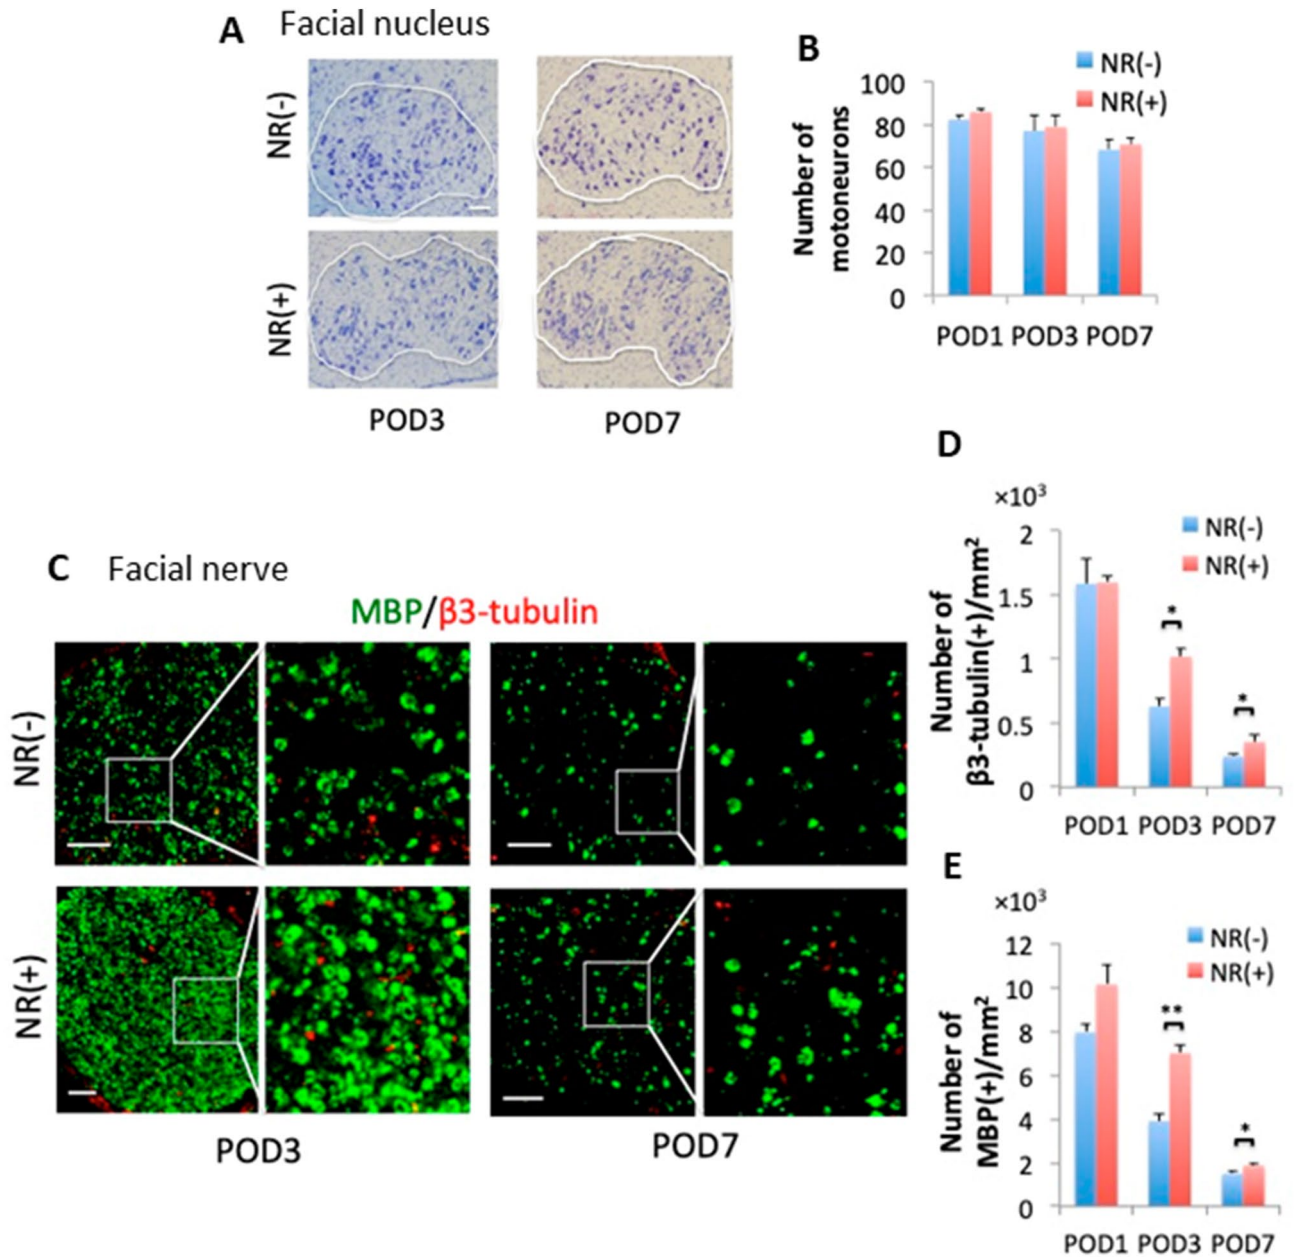 A Facial nucleus
NR(-)
NR(+)
POD3 POD7
B
NR(-)
NR(+)
Number of
motoneurons
100
80
60
40
20
0
POD1 POD3 POD7
C Facial nerve
MBP/β3-tubulin
NR(-)
NR(+)
POD3 POD7
D
×10³
NR(-)
NR(+)
Number of
β3-tubulin(+)/mm²
2
1.5
1
0.5
0
*
*
POD1 POD3 POD7
E
×10³
NR(-)
NR(+)
Number of
MBP(+)/mm²
12
10
8
6
4
2
0
**
*
POD1 POD3 POD7